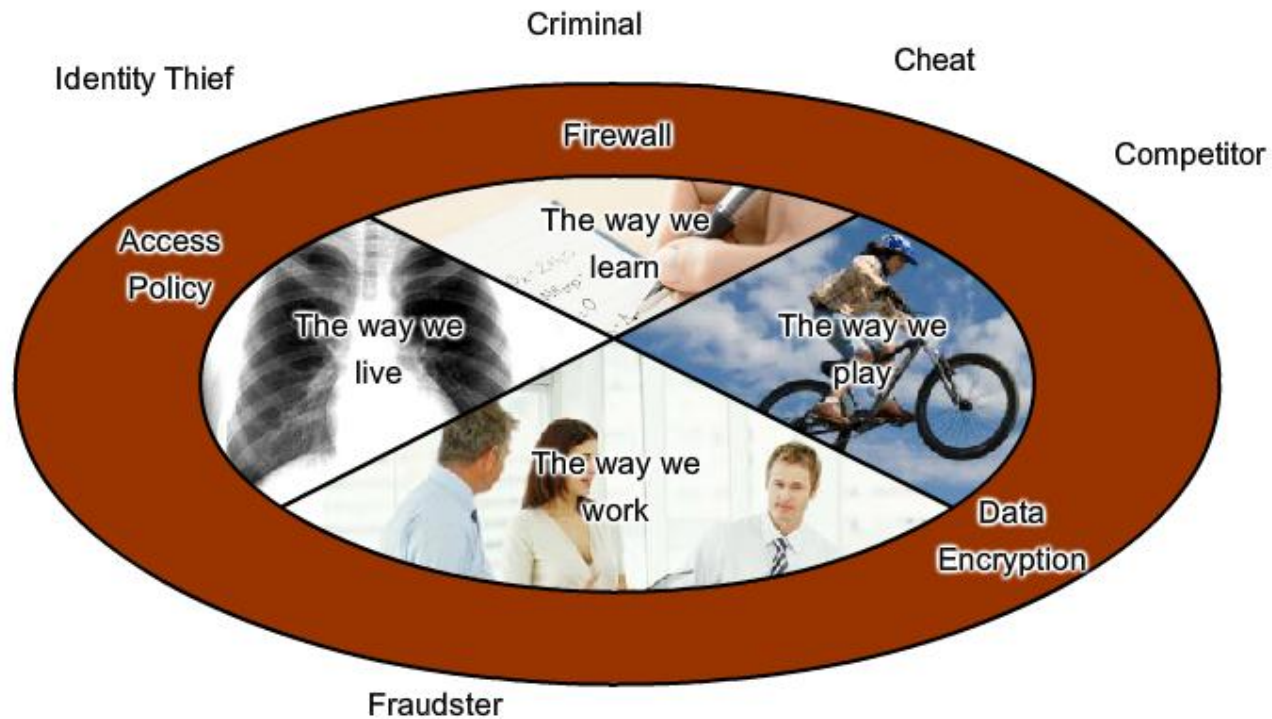 Criminal
Cheat
Identity Thief
Firewall
Competitor
Access
Policy
The way we
learn
The way we
live
The way we
play
The way we
work
Data
Encryption
Fraudster